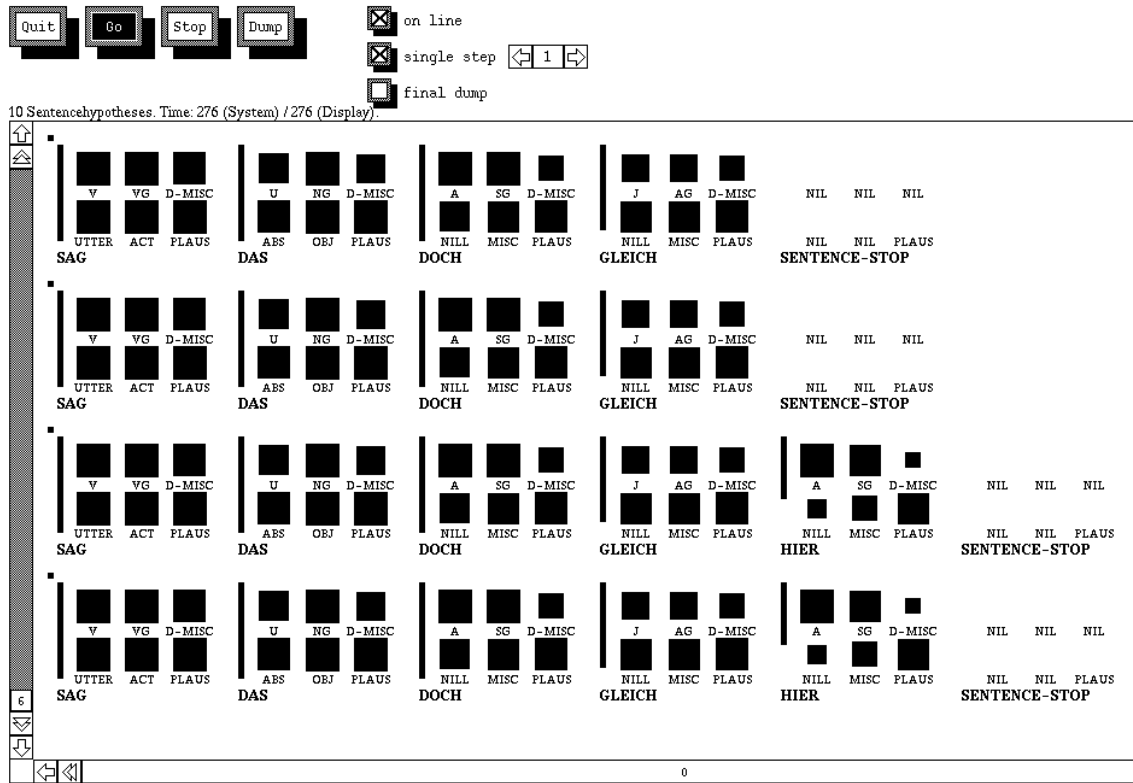 Quit Go Stop Dump
on line
single step 1
final dump
10 Sentencehypotheses. Time: 276 (System) / 276 (Display).
V VG D-MISC U NG D-MISC A SG D-MISC J AG D-MISC NIL NIL NIL
UTTER ACT PLAUS ABS OBJ PLAUS NILL MISC PLAUS NILL MISC PLAUS NIL NIL PLAUS
SAG DAS DOCH GLEICH SENTENCE-STOP
V VG D-MISC U NG D-MISC A SG D-MISC J AG D-MISC NIL NIL NIL
UTTER ACT PLAUS ABS OBJ PLAUS NILL MISC PLAUS NILL MISC PLAUS NIL NIL PLAUS
SAG DAS DOCH GLEICH SENTENCE-STOP
V VG D-MISC U NG D-MISC A SG D-MISC J AG D-MISC A SG D-MISC NIL NIL NIL
UTTER ACT PLAUS ABS OBJ PLAUS NILL MISC PLAUS NILL MISC PLAUS NILL MISC PLAUS NIL NIL PLAUS
SAG DAS DOCH GLEICH HIER SENTENCE-STOP
V VG D-MISC U NG D-MISC A SG D-MISC J AG D-MISC A SG D-MISC NIL NIL NIL
UTTER ACT PLAUS ABS OBJ PLAUS NILL MISC PLAUS NILL MISC PLAUS NILL MISC PLAUS NIL NIL PLAUS
SAG DAS DOCH GLEICH HIER SENTENCE-STOP
6
0